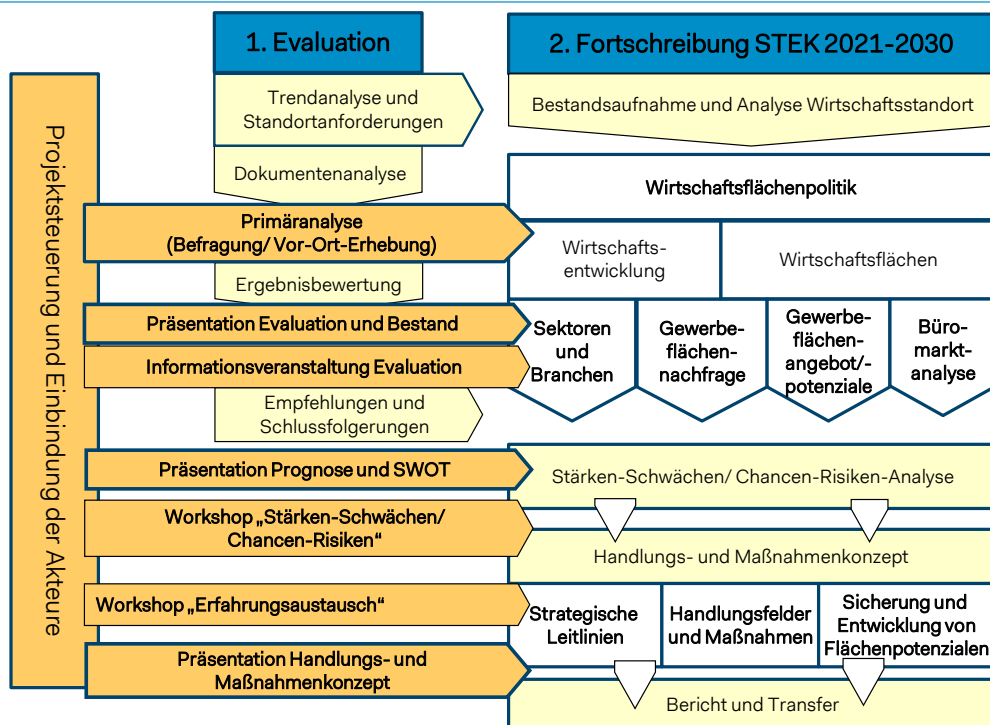 1. Evaluation
2. Fortschreibung STEK 2021-2030
Projektsteuerung und Einbindung der Akteure
Trendanalyse und
Standortanforderungen
Dokumentenanalyse
Primäranalyse
(Befragung/ Vor-Ort-Erhebung)
Ergebnisbewertung
Präsentation Evaluation und Bestand
Informationsveranstaltung Evaluation
Empfehlungen und
Schlussfolgerungen
Präsentation Prognose und SWOT
Workshop „Stärken-Schwächen/
Chancen-Risiken“
Workshop „Erfahrungsaustausch“
Präsentation Handlungs- und
Maßnahmenkonzept
Bestandsaufnahme und Analyse Wirtschaftsstandort
Wirtschaftsflächenpolitik
Wirtschafts-
entwicklung
Wirtschaftsflächen
Sektoren
und
Branchen
Gewerbe-
flächen-
nachfrage
Gewerbe-
flächen-
angebot/-
potenziale
Büro-
markt-
analyse
Stärken-Schwächen/ Chancen-Risiken-Analyse
Handlungs- und Maßnahmenkonzept
Strategische
Leitlinien
Handlungsfelder
und Maßnahmen
Sicherung und
Entwicklung von
Flächenpotenzialen
Bericht und Transfer